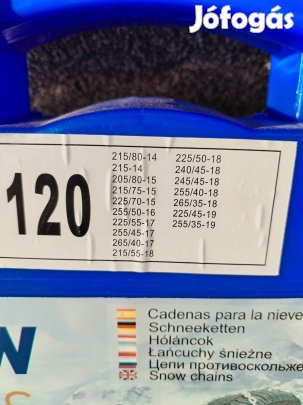 Jófogás
120
215/80-14
215-14
205/80-15
215/75-15
225/70-15
255/50-16
225/55-17
255/45-17
265/40-17
215/55-18
225/50-18
240/45-18
245/45-18
255/40-18
265/35-18
225/45-19
255/35-19
Cadenas para la nieve
Schneeketten
Hóláncok
Łańcuchy śnieżne
Цепи противоскольже
Snow chains